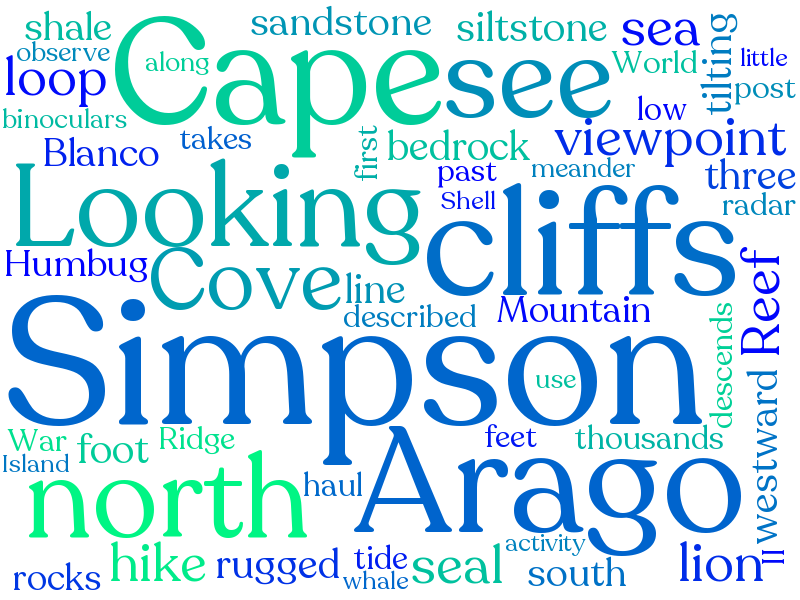 shale
sandstone
siltstone
sea
tilting
observe
along
Cape
see
World
little
loop
low
post
binoculars
takes
viewpoint
Blanco
first
bedrock
past
meander
three
Looking
Shell
radar
cliffs
Humbug
Cove
line
Mountain
Reef
described
descends
Simpson
use
westward
War
foot
Ridge
feet
thousands
Island
north
haul
Arago
II
hike
rugged
tide
seal
activity
lion
rocks
whale
south